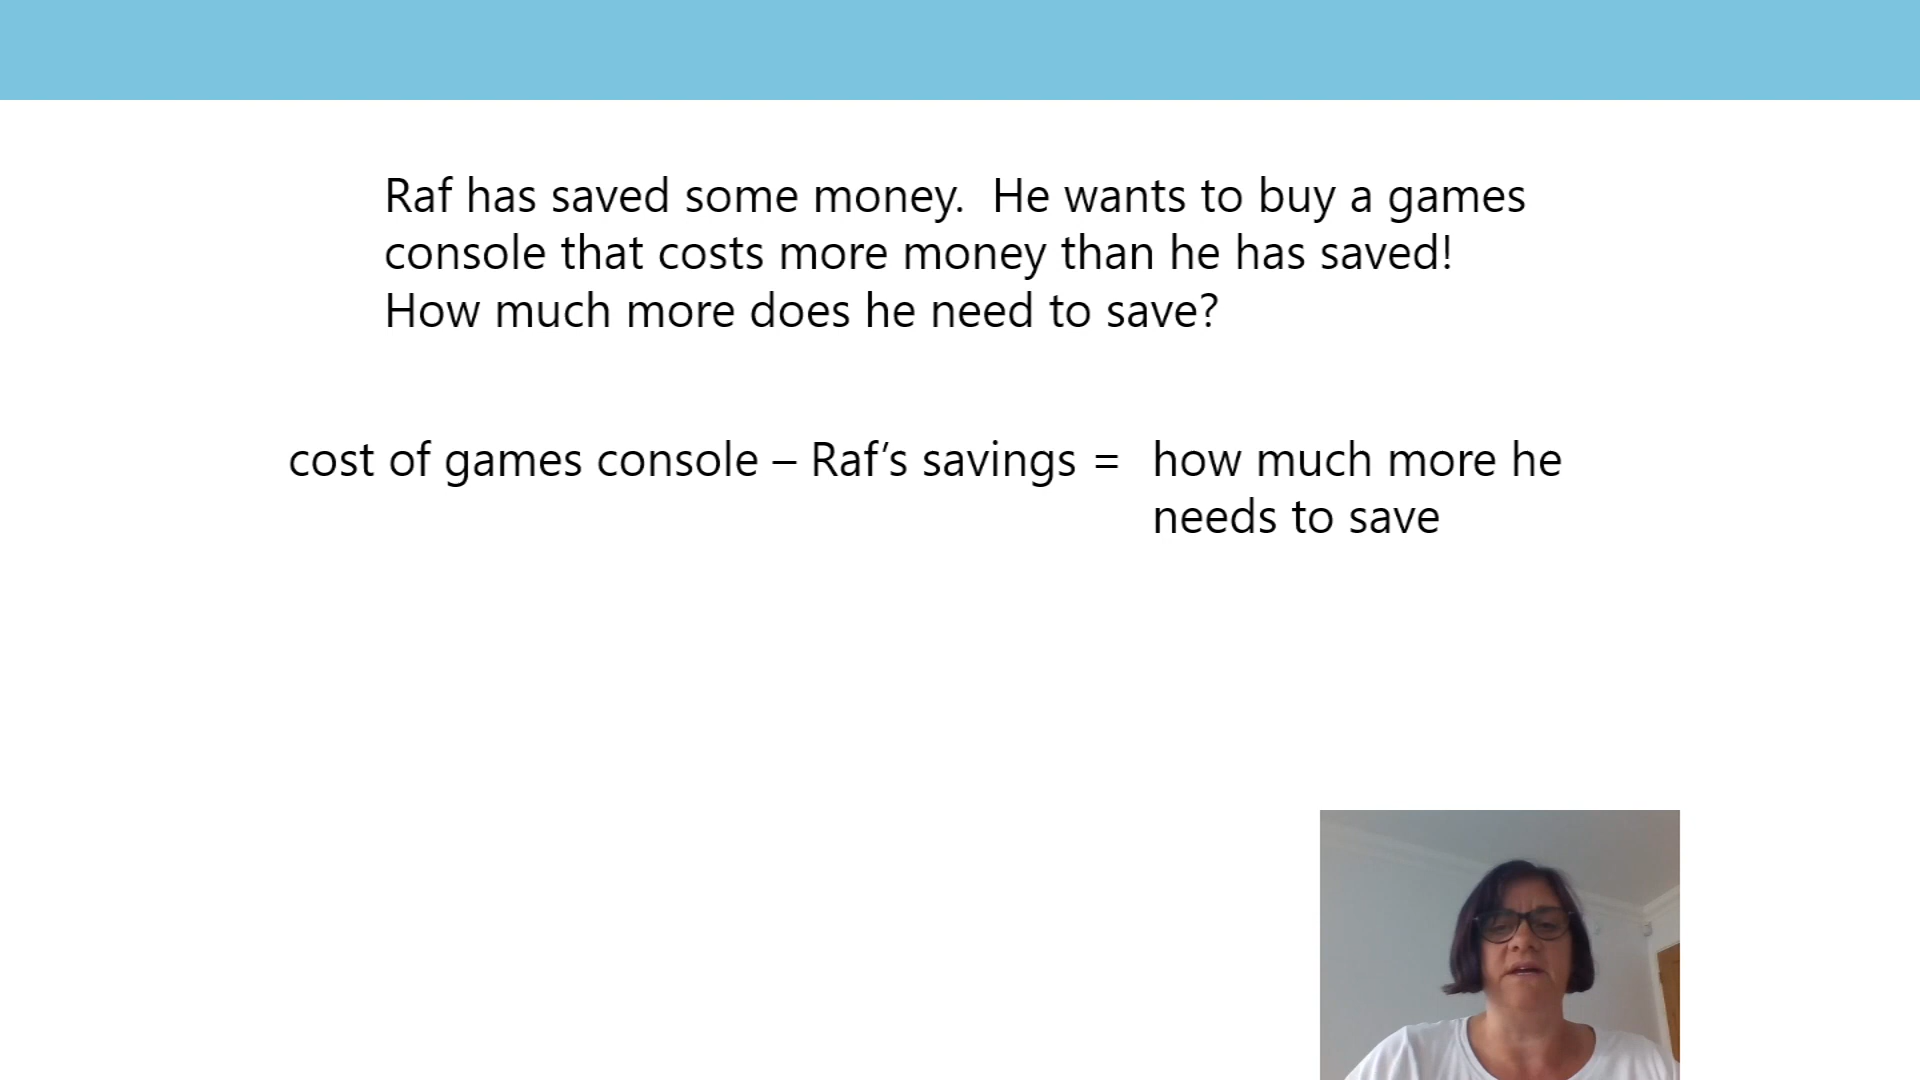 Raf has saved some money.  He wants to buy a games
console that costs more money than he has saved!
How much more does he need to save?
cost of games console – Raf’s savings =  how much more he
needs to save